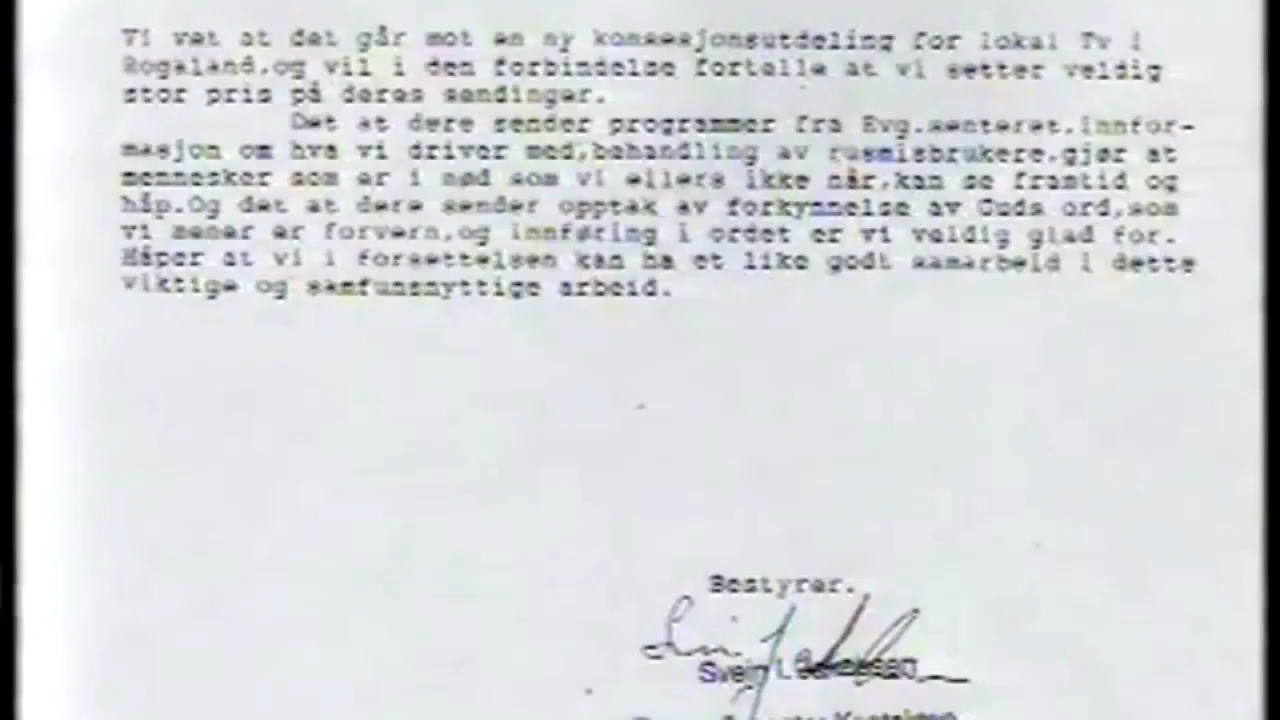 Vi vet at det går mot en ny konsesjonsutdeling for lokal Tv i
Rogaland,og vil i den forbindelse fortelle at vi setter veldig
stor pris på deres sendinger.
Det at dere sender programmer fra Evg.senteret,innfor-
masjon om hva vi driver med,behandling av rusmisbrukere,gjør at
mennesker som er i nød som vi ellers ikke når,kan se framtid og
håp.Og det at dere sender opptak av forkynnelse av Guds ord,som
vi mener er forvern,og innføring i ordet er vi veldig glad for.
Håper at vi i forsettelsen kan ha et like godt samarbeid i dette
viktige og samfunsnyttige arbeid.
Bestyrer.
Svein